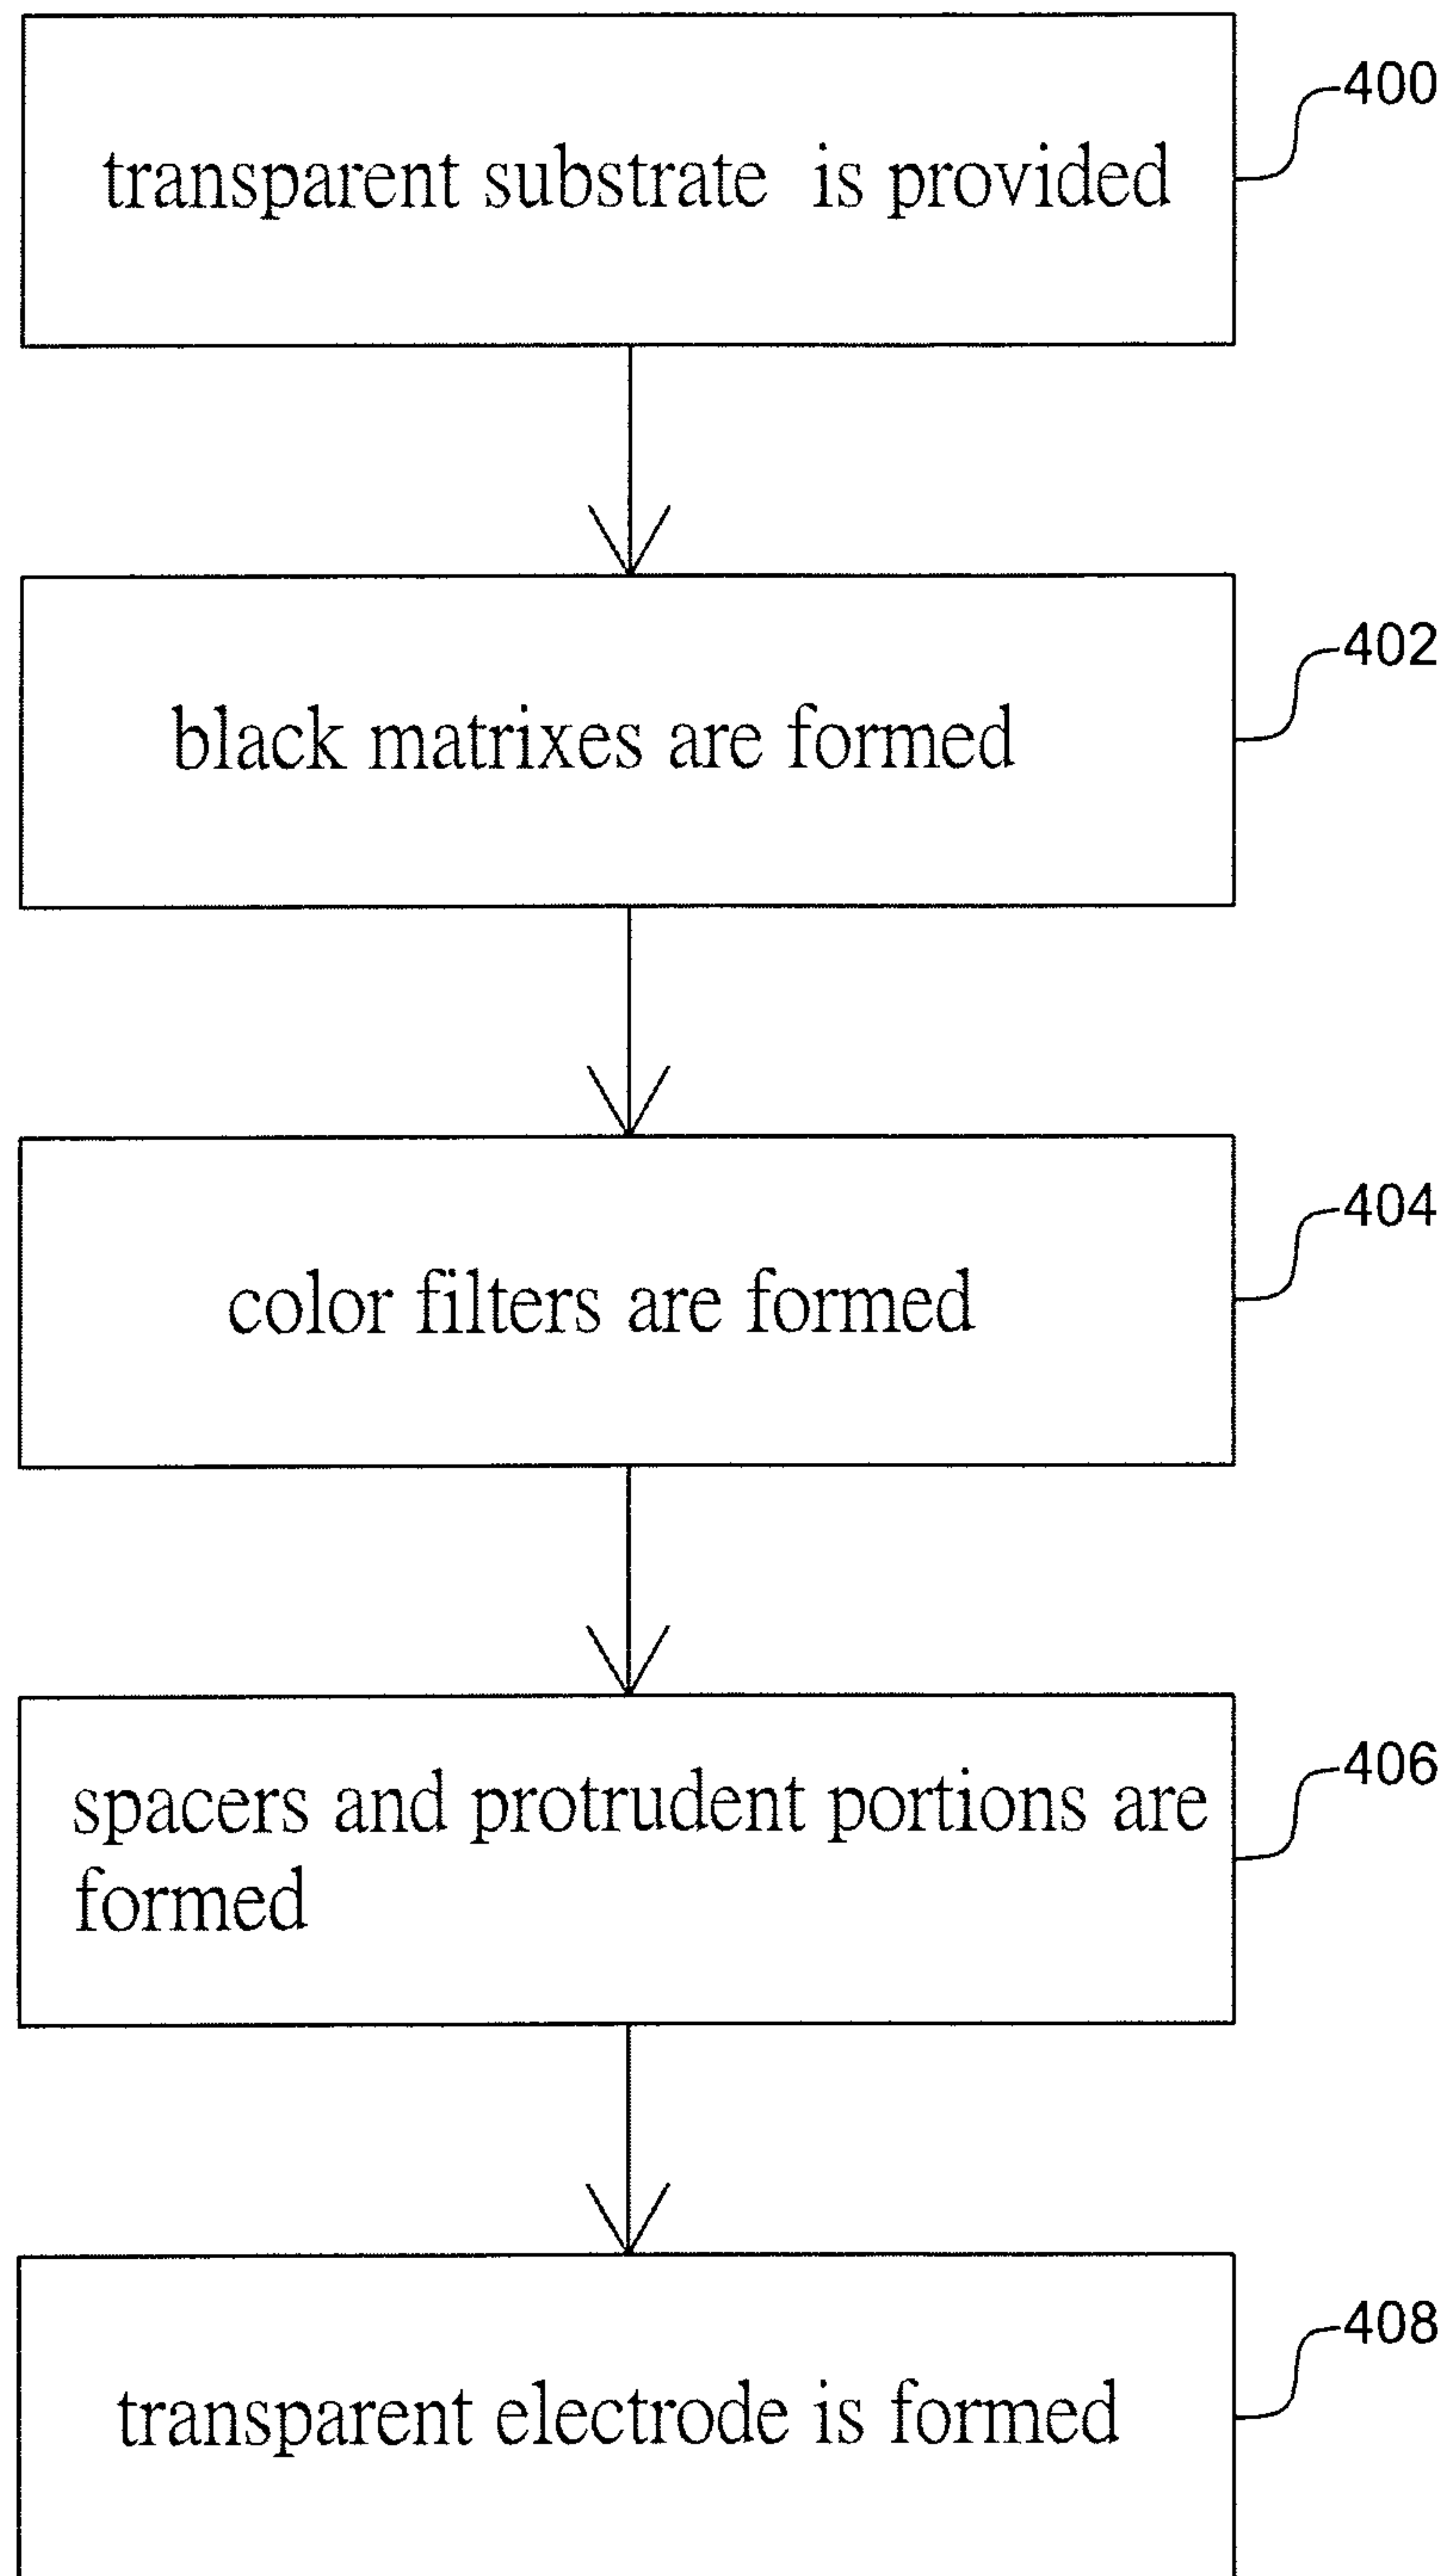 400
transparent substrate is provided
402
black matrixes are formed
404
color filters are formed
406
spacers and protrudent portions are
formed
408
transparent electrode is formed